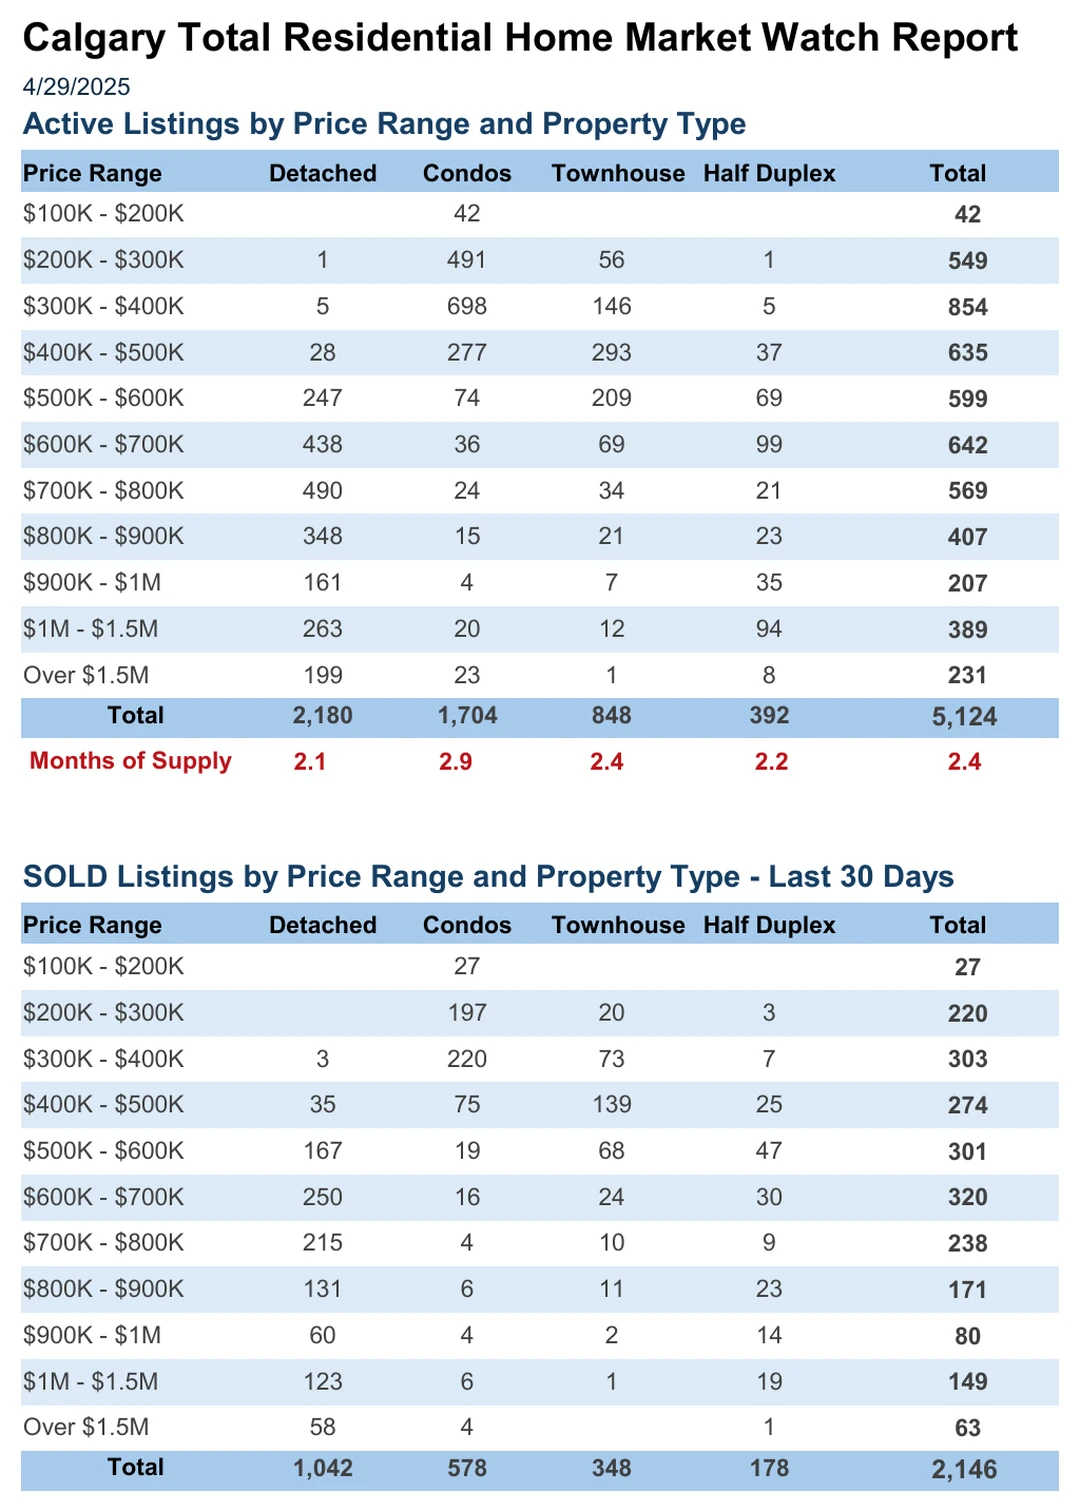 Calgary Total Residential Home Market Watch Report
4/29/2025
Active Listings by Price Range and Property Type
Price Range Detached Condos Townhouse Half Duplex Total
$100K - $200K 42 42
$200K - $300K 1 491 56 1 549
$300K - $400K 5 698 146 5 854
$400K - $500K 28 277 293 37 635
$500K - $600K 247 74 209 69 599
$600K - $700K 438 36 69 99 642
$700K - $800K 490 24 34 21 569
$800K - $900K 348 15 21 23 407
$900K - $1M 161 4 7 35 207
$1M - $1.5M 263 20 12 94 389
Over $1.5M 199 23 1 8 231
Total 2,180 1,704 848 392 5,124
Months of Supply 2.1 2.9 2.4 2.2 2.4
SOLD Listings by Price Range and Property Type - Last 30 Days
Price Range Detached Condos Townhouse Half Duplex Total
$100K - $200K 27 27
$200K - $300K 197 20 3 220
$300K - $400K 3 220 73 7 303
$400K - $500K 35 75 139 25 274
$500K - $600K 167 19 68 47 301
$600K - $700K 250 16 24 30 320
$700K - $800K 215 4 10 9 238
$800K - $900K 131 6 11 23 171
$900K - $1M 60 4 2 14 80
$1M - $1.5M 123 6 1 19 149
Over $1.5M 58 4 1 63
Total 1,042 578 348 178 2,146